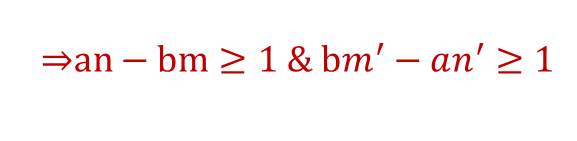 ⇒an − bm ≥ 1 & bm′ − an′ ≥ 1